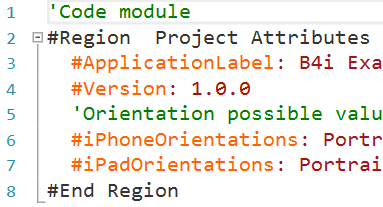 1 'Code module
2 #Region  Project Attributes
3 #ApplicationLabel: B4i Exa
4 #Version: 1.0.0
5 'Orientation possible valu
6 #iPhoneOrientations: Portr
7 #iPadOrientations: Portrai
8 #End Region